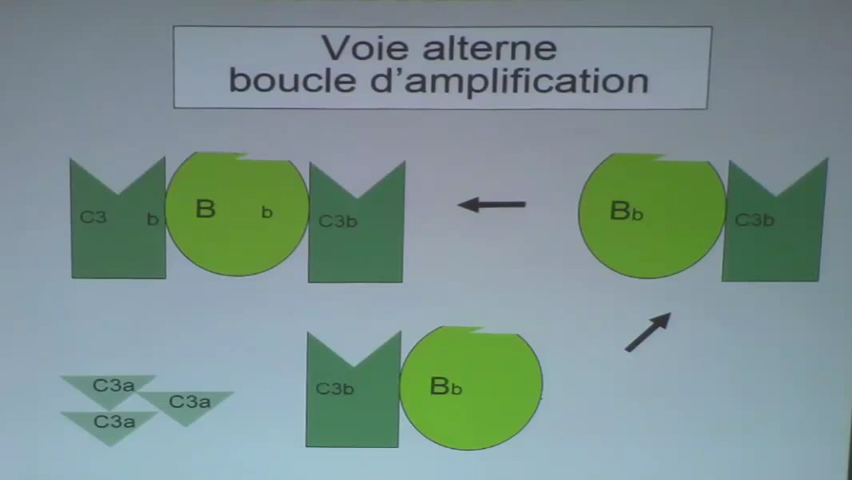 Voie alterne
boucle d'amplification
C3 b
B b
C3b
Bb
C3b
C3b
Bb
C3a
C3a
C3a